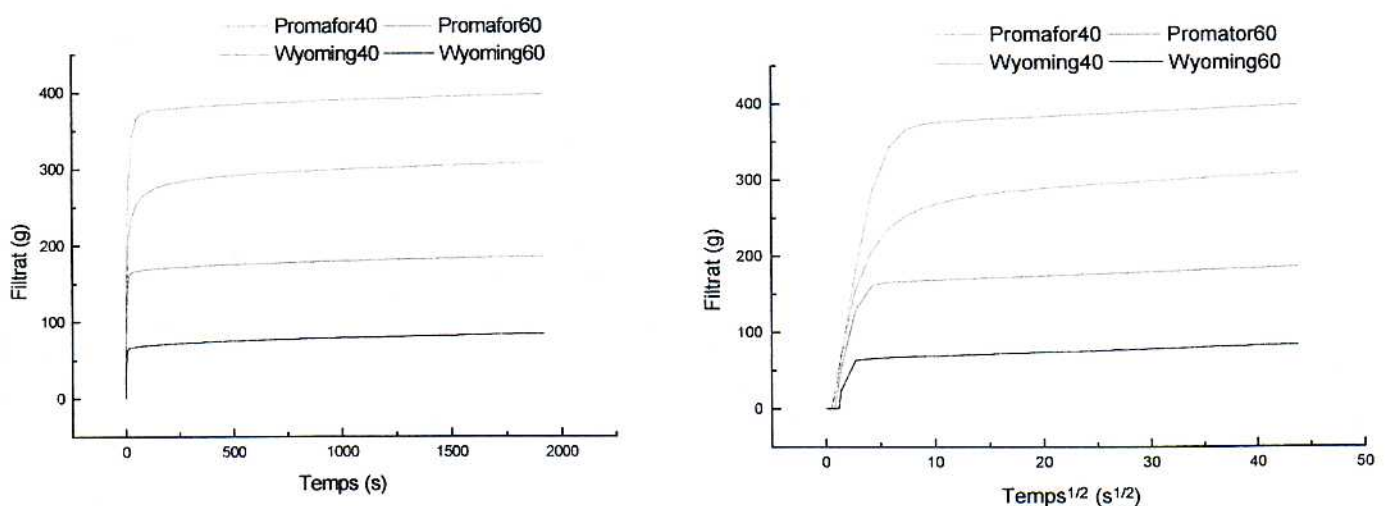 Promafor40 Promafor60
Wyoming40 Wyoming60
400
300
200
100
0
Filtrat (g)
0 500 1000 1500 2000
Temps (s)
Promafor40 Promator60
Wyoming40 Wyoming60
400
300
200
100
0
Filtrat (g)
0 10 20 30 40 50
Temps1/2 (s1/2)